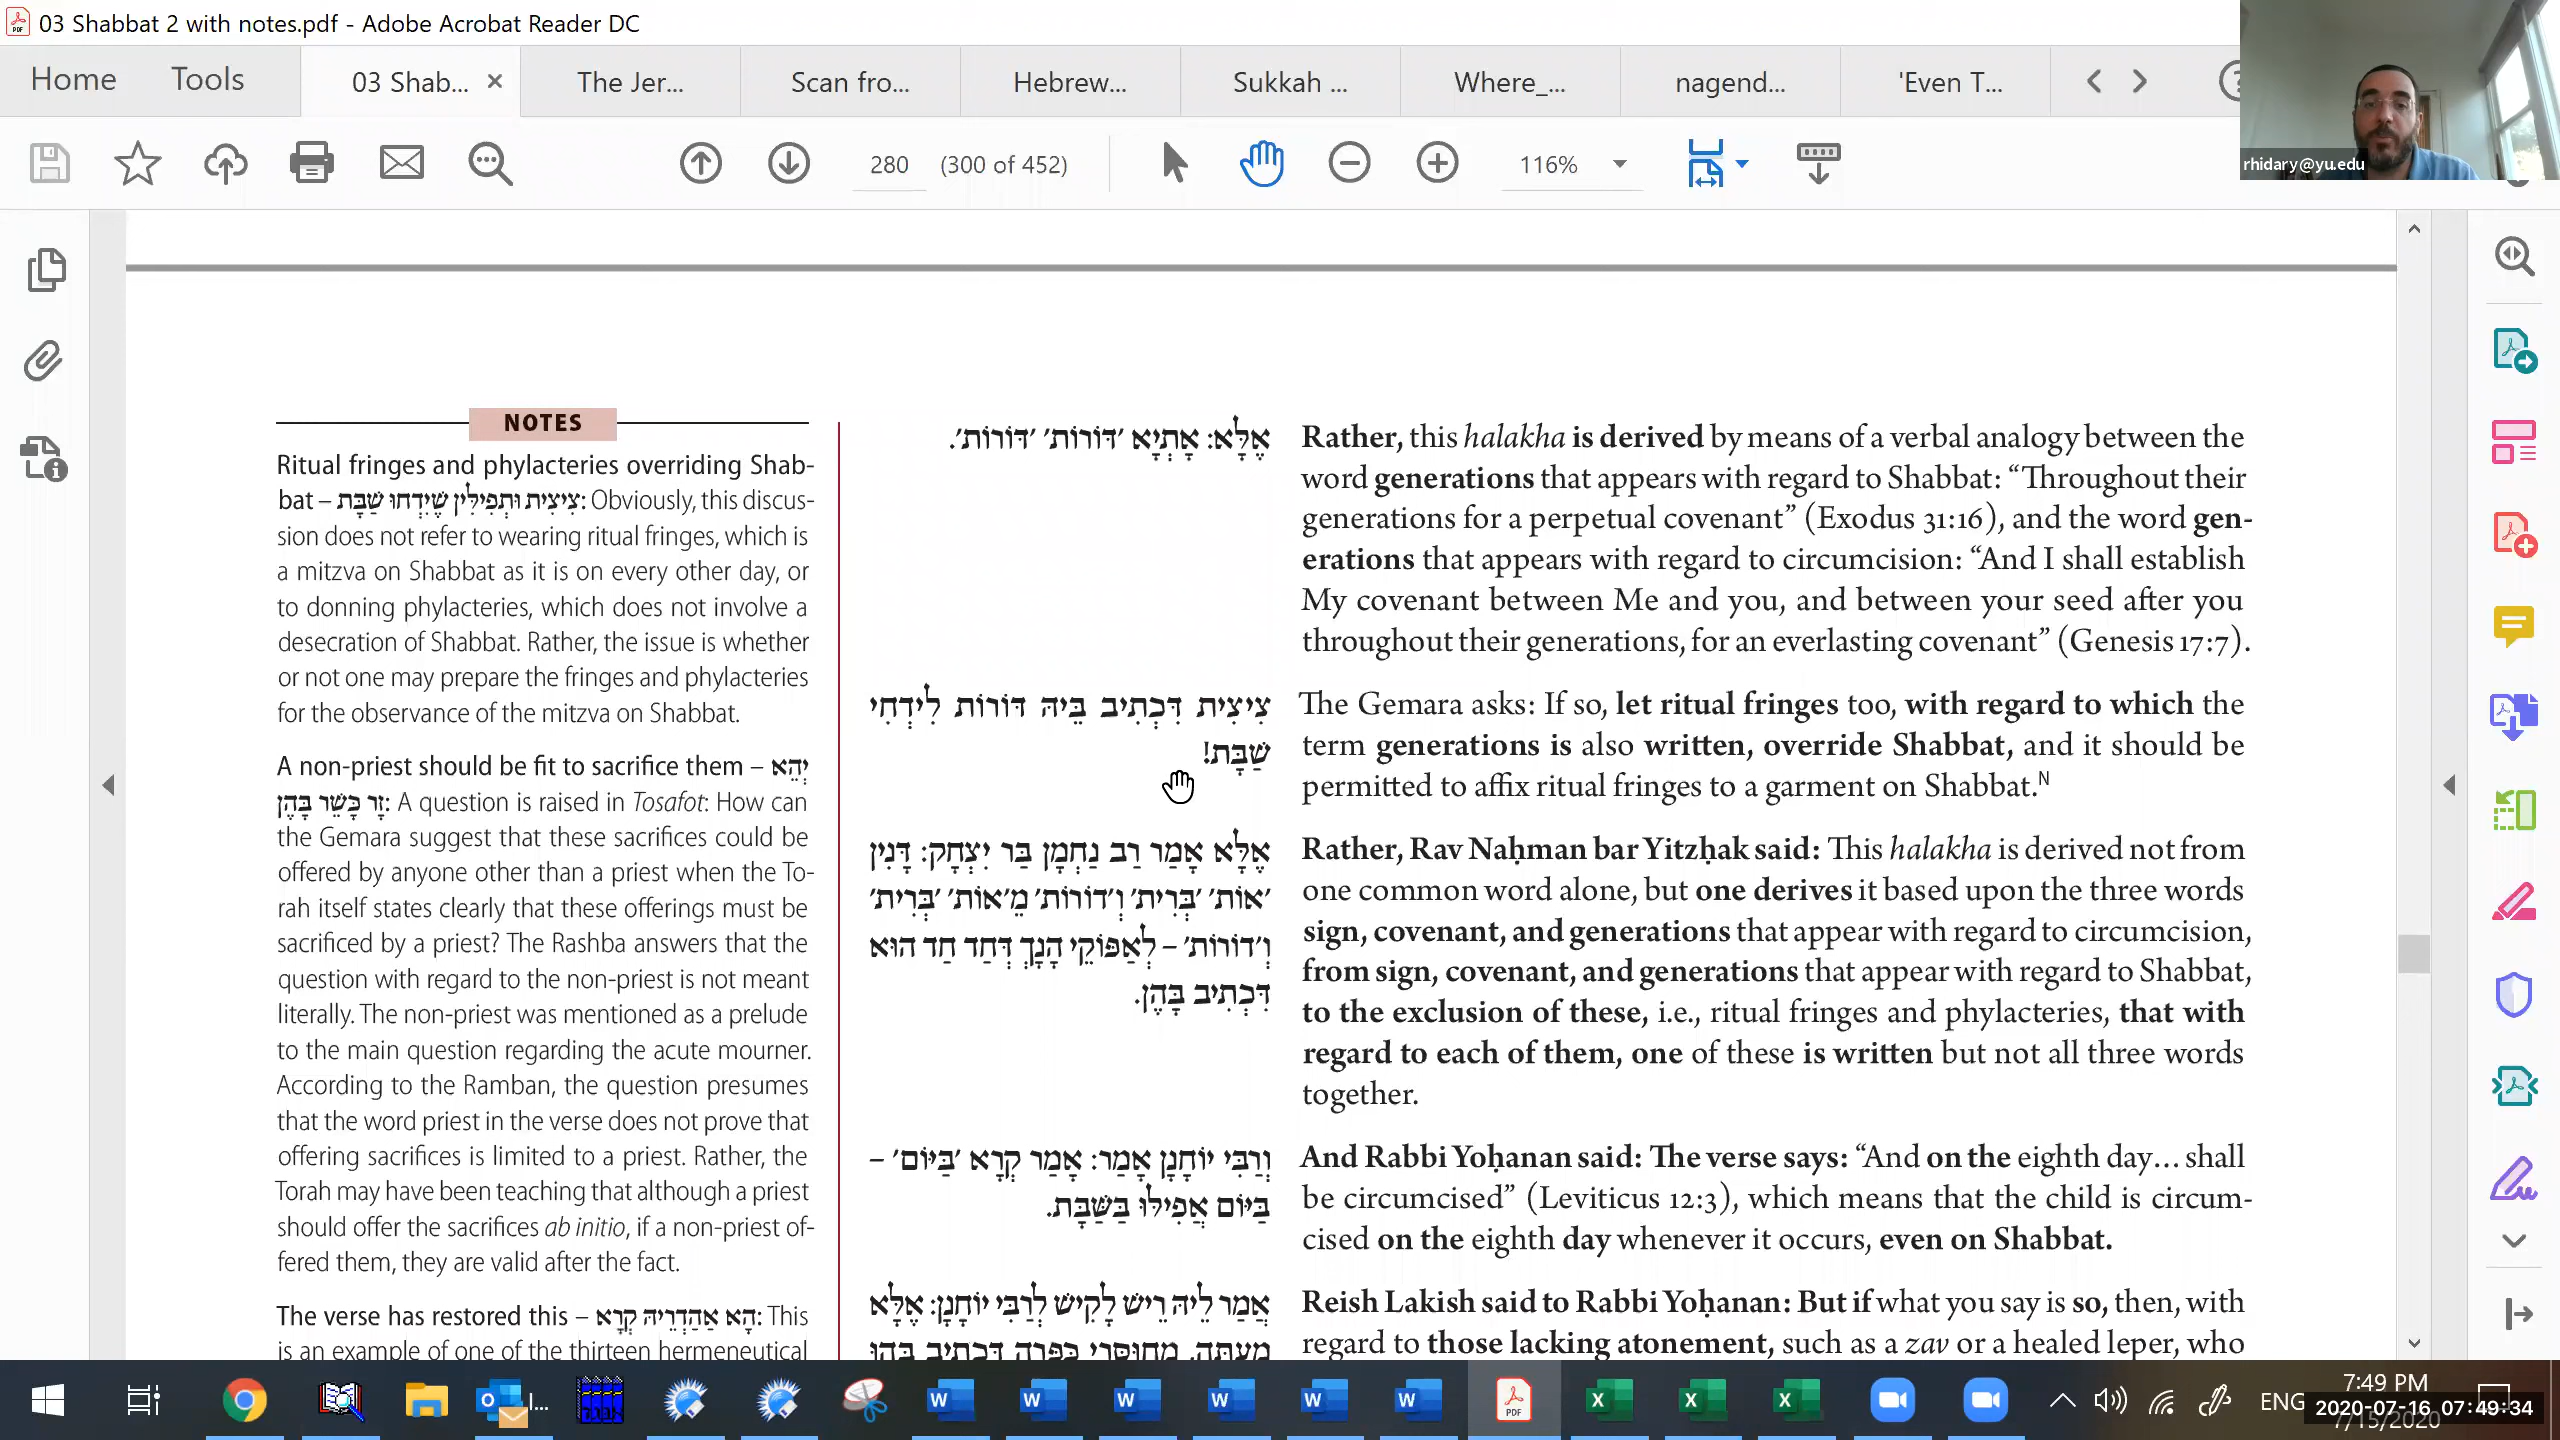 03 Shabbat 2 with notes.pdf - Adobe Acrobat Reader DC
Home Tools 03 Shab... The Jer... Scan fro... Hebrew... Sukkah ... Where_... nagend... 'Even T...
280 (300 of 452) 116%
rhidary@yu.edu
NOTES
Ritual fringes and phylacteries overriding Shab-
bat – צִיצִית וּתְפִילִּין שֶׁיִּדְחוּ שַׁבָּת: Obviously, this discus-
sion does not refer to wearing ritual fringes, which is
a mitzva on Shabbat as it is on every other day, or
to donning phylacteries, which does not involve a
desecration of Shabbat. Rather, the issue is whether
or not one may prepare the fringes and phylacteries
for the observance of the mitzva on Shabbat.
A non-priest should be fit to sacrifice them – יְהֵא
זָר כָּשֵׁר בָּהֶן: A question is raised in Tosafot: How can
the Gemara suggest that these sacrifices could be
offered by anyone other than a priest when the To-
rah itself states clearly that these offerings must be
sacrificed by a priest? The Rashba answers that the
question with regard to the non-priest is not meant
literally. The non-priest was mentioned as a prelude
to the main question regarding the acute mourner.
According to the Ramban, the question presumes
that the word priest in the verse does not prove that
offering sacrifices is limited to a priest. Rather, the
Torah may have been teaching that although a priest
should offer the sacrifices ab initio, if a non-priest of-
fered them, they are valid after the fact.
The verse has restored this – הָא אַהַדְרֵיהּ קְרָא: This
is an example of one of the thirteen hermeneutical
אֶלָּא: אָתְיָא ׳דּוֹרוֹת׳ ׳דּוֹרוֹת׳.
צִיצִית דִּכְתִיב בֵּיהּ דּוֹרוֹת לִידְחֵי
שַׁבָּת!
אֶלָּא אָמַר רַב נַחְמָן בַּר יִצְחָק: דָּנִין
׳אוֹת׳ ׳בְּרִית׳ וְ׳דוֹרוֹת׳ מֵ׳אוֹת׳ ׳בְּרִית׳
וְ׳דוֹרוֹת׳ – לְאַפּוֹקֵי הָנָךְ דְּחַד חַד הוּא
דִּכְתִיב בָּהֶן.
וְרַבִּי יוֹחָנָן אָמַר: אָמַר קְרָא ׳בַּיּוֹם׳ –
בַּיּוֹם אֲפִילּוּ בַּשַּׁבָּת.
אֲמַר לֵיהּ רֵישׁ לָקִישׁ לְרַבִּי יוֹחָנָן: אֶלָּא
מֵעַתָּה, מְחוּסְּרֵי כַּפָּרָה דִּכְתִיב בְּהוּ
Rather, this halakha is derived by means of a verbal analogy between the
word generations that appears with regard to Shabbat: “Throughout their
generations for a perpetual covenant” (Exodus 31:16), and the word gen-
erations that appears with regard to circumcision: “And I shall establish
My covenant between Me and you, and between your seed after you
throughout their generations, for an everlasting covenant” (Genesis 17:7).
The Gemara asks: If so, let ritual fringes too, with regard to which the
term generations is also written, override Shabbat, and it should be
permitted to affix ritual fringes to a garment on Shabbat.N
Rather, Rav Naḥman bar Yitzḥak said: This halakha is derived not from
one common word alone, but one derives it based upon the three words
sign, covenant, and generations that appear with regard to circumcision,
from sign, covenant, and generations that appear with regard to Shabbat,
to the exclusion of these, i.e., ritual fringes and phylacteries, that with
regard to each of them, one of these is written but not all three words
together.
And Rabbi Yoḥanan said: The verse says: “And on the eighth day… shall
be circumcised” (Leviticus 12:3), which means that the child is circum-
cised on the eighth day whenever it occurs, even on Shabbat.
Reish Lakish said to Rabbi Yoḥanan: But if what you say is so, then, with
regard to those lacking atonement, such as a zav or a healed leper, who
ENG
7:49 PM
2020-07-16 07:49:34
7/15/2020